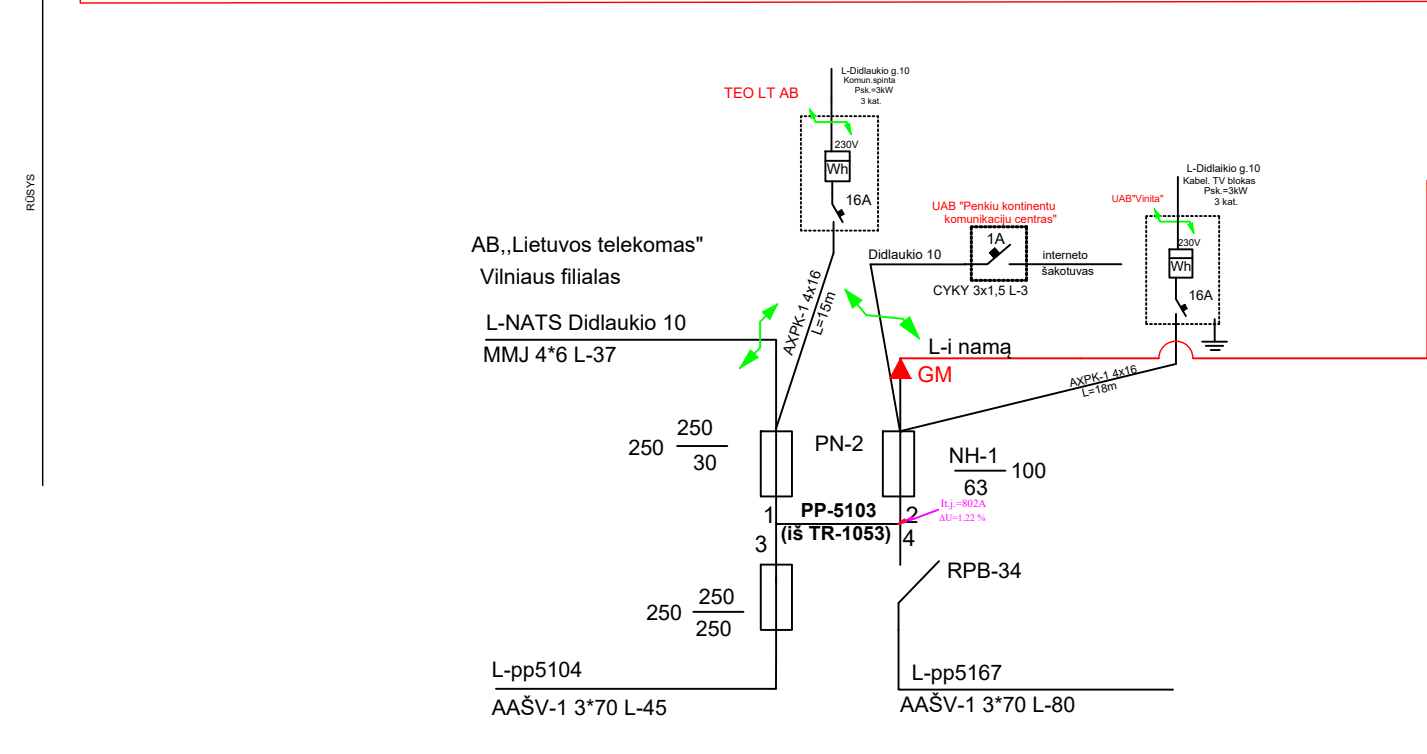 RŪSYS
L-Didlaukio g.10
Komun.spinta
Psk.=3kW
3 kat.
TEO LT AB
230V
Wh
16A
L-Didlaikio g.10
Kabel. TV blokas
Psk.=3kW
3 kat.
UAB"Vinita"
230V
Wh
16A
UAB "Penkiu kontinentu
komunikaciju centras"
1A
Didlaukio 10
interneto
šakotuvas
CYKY 3x1,5 L-3
AB,,Lietuvos telekomas"
Vilniaus filialas
L-NATS Didlaukio 10
MMJ 4*6 L-37
AXPK-1 4x16
L=15m
L-i namą
GM
AXPK-1 4x16
L=18m
250 250
30
PN-2
NH-1
63
100
1
PP-5103
2
(iš TR-1053)
3
4
It.j.=802A
ΔU=1.22 %
RPB-34
250 250
250
L-pp5104
AAŠV-1 3*70 L-45
L-pp5167
AAŠV-1 3*70 L-80